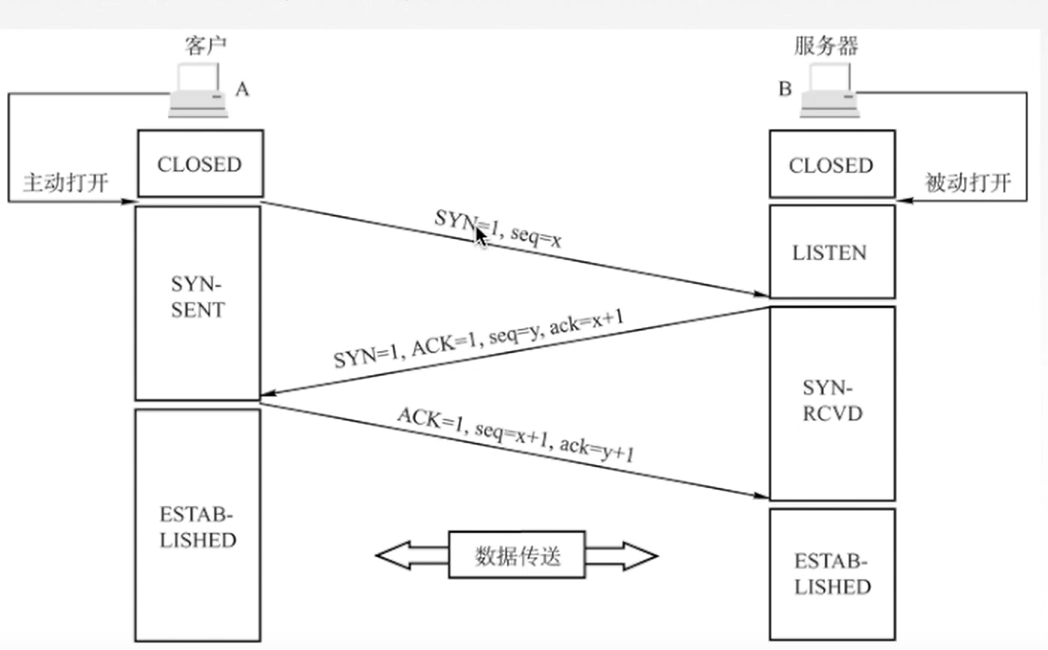 客户
服务器
A
B
CLOSED
CLOSED
主动打开
被动打开
SYN=1, seq=x
LISTEN
SYN-
SENT
SYN=1, ACK=1, seq=y, ack=x+1
SYN-
RCVD
ACK=1, seq=x+1, ack=y+1
ESTAB-
LISHED
数据传送
ESTAB-
LISHED